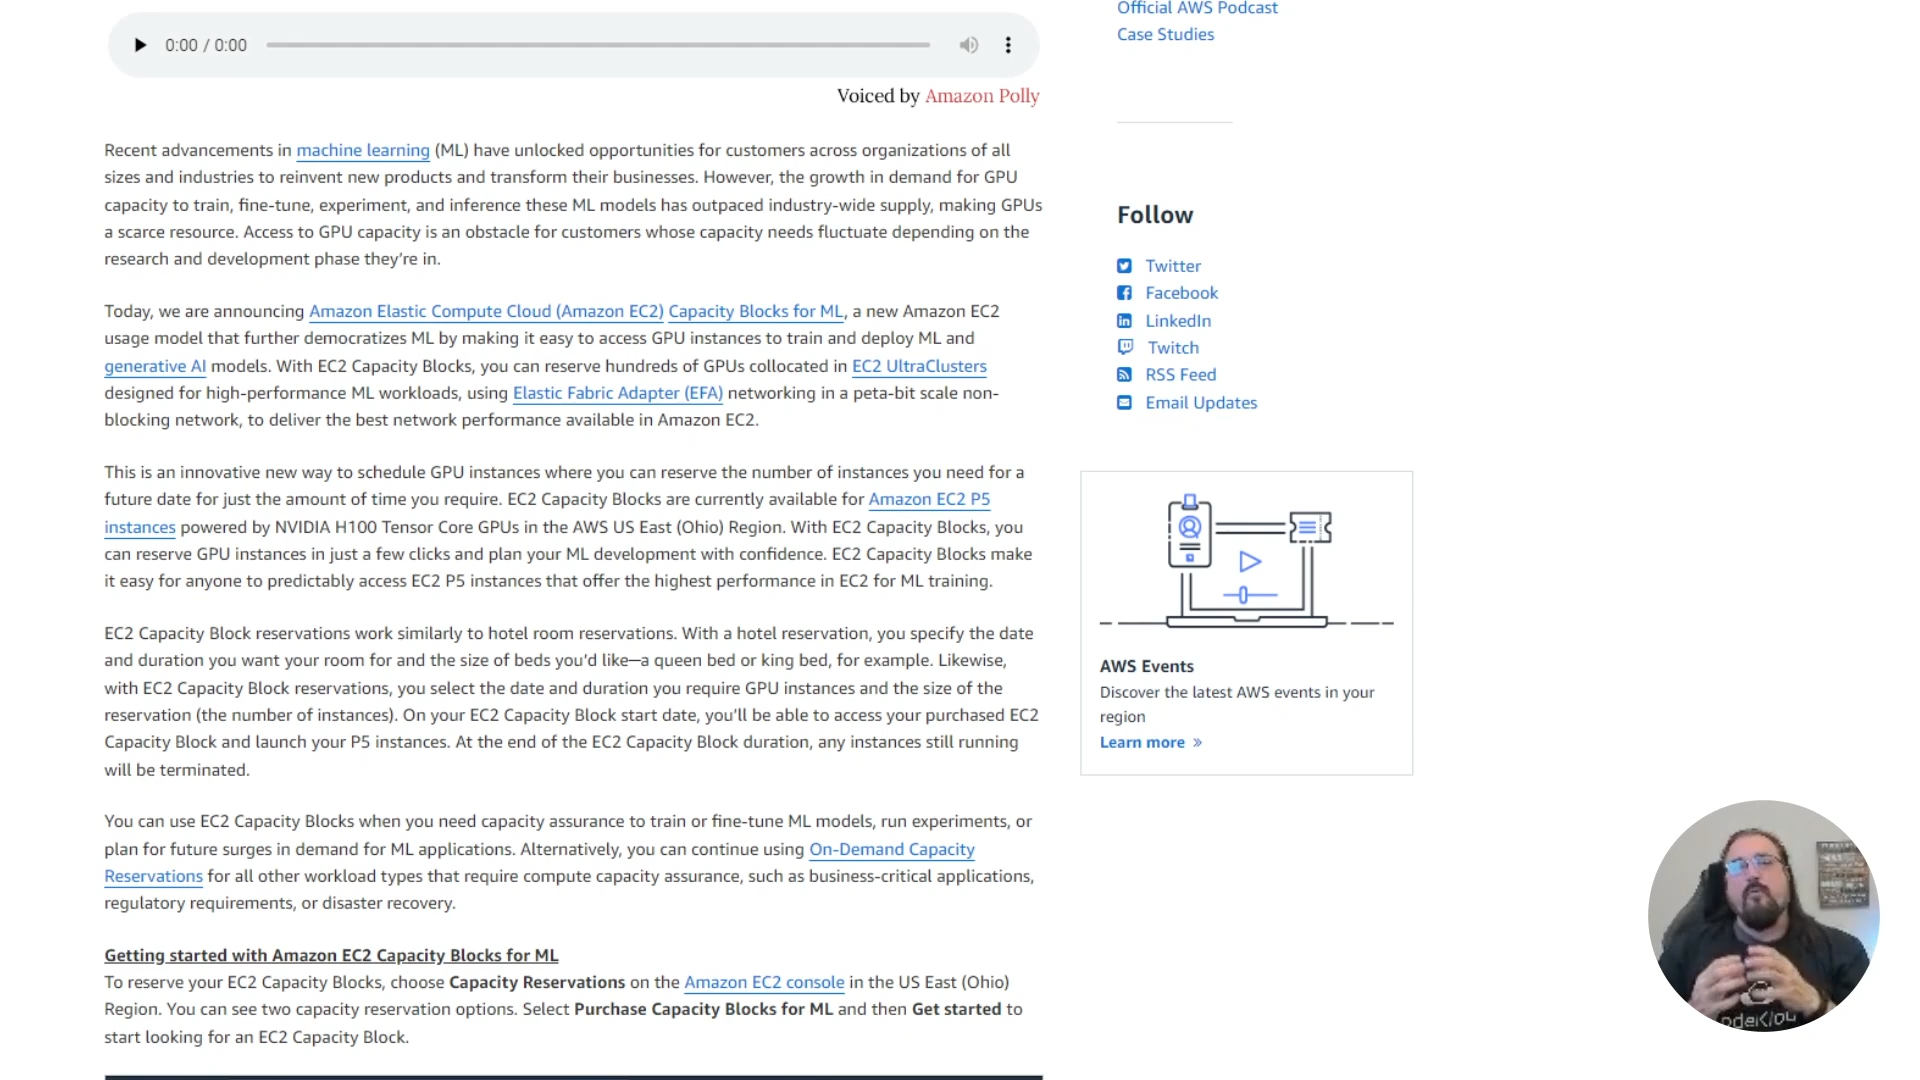 0:00 / 0:00
Voiced by Amazon Polly
Recent advancements in machine learning (ML) have unlocked opportunities for customers across organizations of all
sizes and industries to reinvent new products and transform their businesses. However, the growth in demand for GPU
capacity to train, fine-tune, experiment, and inference these ML models has outpaced industry-wide supply, making GPUs
a scarce resource. Access to GPU capacity is an obstacle for customers whose capacity needs fluctuate depending on the
research and development phase they’re in.
Today, we are announcing Amazon Elastic Compute Cloud (Amazon EC2) Capacity Blocks for ML, a new Amazon EC2
usage model that further democratizes ML by making it easy to access GPU instances to train and deploy ML and
generative AI models. With EC2 Capacity Blocks, you can reserve hundreds of GPUs collocated in EC2 UltraClusters
designed for high-performance ML workloads, using Elastic Fabric Adapter (EFA) networking in a peta-bit scale non-
blocking network, to deliver the best network performance available in Amazon EC2.
This is an innovative new way to schedule GPU instances where you can reserve the number of instances you need for a
future date for just the amount of time you require. EC2 Capacity Blocks are currently available for Amazon EC2 P5
instances powered by NVIDIA H100 Tensor Core GPUs in the AWS US East (Ohio) Region. With EC2 Capacity Blocks, you
can reserve GPU instances in just a few clicks and plan your ML development with confidence. EC2 Capacity Blocks make
it easy for anyone to predictably access EC2 P5 instances that offer the highest performance in EC2 for ML training.
EC2 Capacity Block reservations work similarly to hotel room reservations. With a hotel reservation, you specify the date
and duration you want your room for and the size of beds you’d like—a queen bed or king bed, for example. Likewise,
with EC2 Capacity Block reservations, you select the date and duration you require GPU instances and the size of the
reservation (the number of instances). On your EC2 Capacity Block start date, you’ll be able to access your purchased EC2
Capacity Block and launch your P5 instances. At the end of the EC2 Capacity Block duration, any instances still running
will be terminated.
You can use EC2 Capacity Blocks when you need capacity assurance to train or fine-tune ML models, run experiments, or
plan for future surges in demand for ML applications. Alternatively, you can continue using On-Demand Capacity
Reservations for all other workload types that require compute capacity assurance, such as business-critical applications,
regulatory requirements, or disaster recovery.
Getting started with Amazon EC2 Capacity Blocks for ML
To reserve your EC2 Capacity Blocks, choose Capacity Reservations on the Amazon EC2 console in the US East (Ohio)
Region. You can see two capacity reservation options. Select Purchase Capacity Blocks for ML and then Get started to
start looking for an EC2 Capacity Block.
Official AWS Podcast
Case Studies
Follow
Twitter
Facebook
LinkedIn
Twitch
RSS Feed
Email Updates
AWS Events
Discover the latest AWS events in your
region
Learn more »